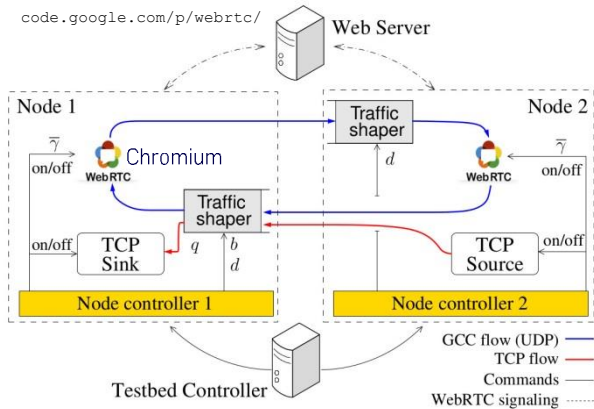 code.google.com/p/webrtc/
Web Server
Node 1
Node 2
Traffic
shaper
γ̅
on/off
WebRTC
Chromium
d
WebRTC
γ̅
on/off
Traffic
shaper
on/off
TCP
Sink
q
b
d
TCP
Source
on/off
Node controller 1
Node controller 2
GCC flow (UDP)
TCP flow
Commands
WebRTC signaling
Testbed Controller